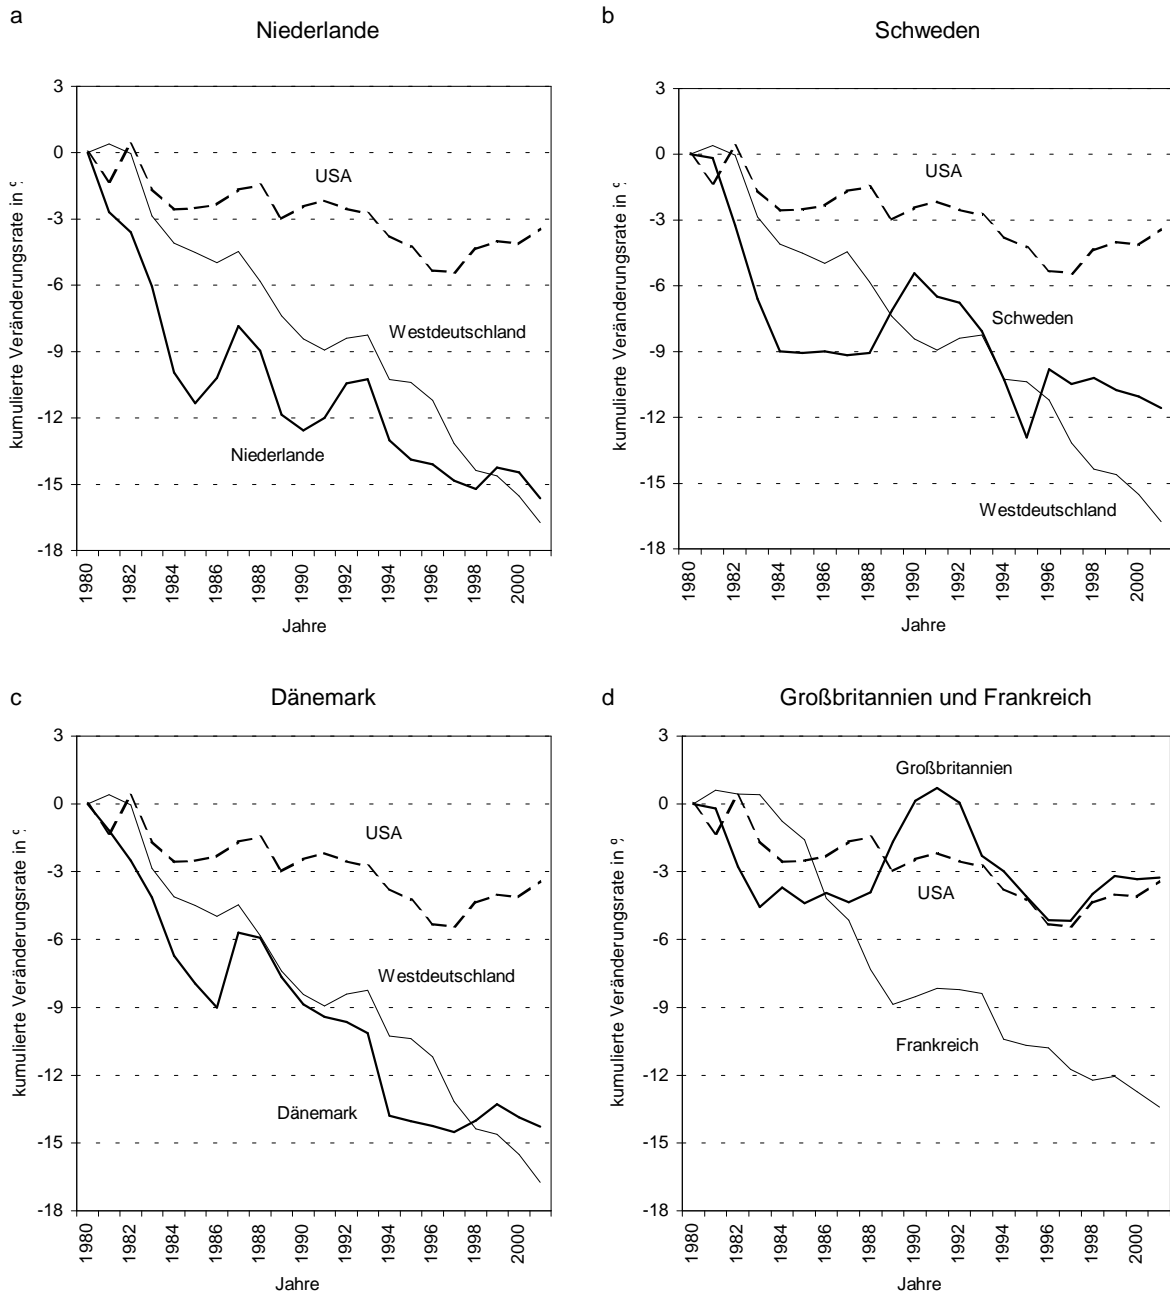 a
Niederlande
kumulierte Veränderungsrate in %
3
0
-3
-6
-9
-12
-15
-18
USA
Westdeutschland
Niederlande
1980
1982
1984
1986
1988
1990
1992
1994
1996
1998
2000
Jahre
b
Schweden
kumulierte Veränderungsrate in %
3
0
-3
-6
-9
-12
-15
-18
USA
Schweden
Westdeutschland
1980
1982
1984
1986
1988
1990
1992
1994
1996
1998
2000
Jahre
c
Dänemark
kumulierte Veränderungsrate in %
3
0
-3
-6
-9
-12
-15
-18
USA
Westdeutschland
Dänemark
1980
1982
1984
1986
1988
1990
1992
1994
1996
1998
2000
Jahre
d
Großbritannien und Frankreich
kumulierte Veränderungsrate in %
3
0
-3
-6
-9
-12
-15
-18
Großbritannien
USA
Frankreich
1980
1982
1984
1986
1988
1990
1992
1994
1996
1998
2000
Jahre